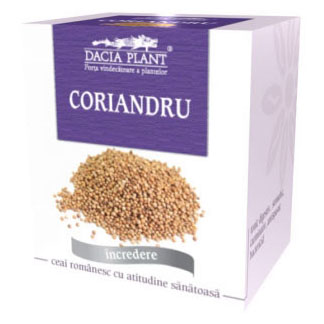 DACIA PLANT®
Forța vindecătoare a plantelor
CORIANDRU
încredere
ceai românesc cu atitudine sănătoasă